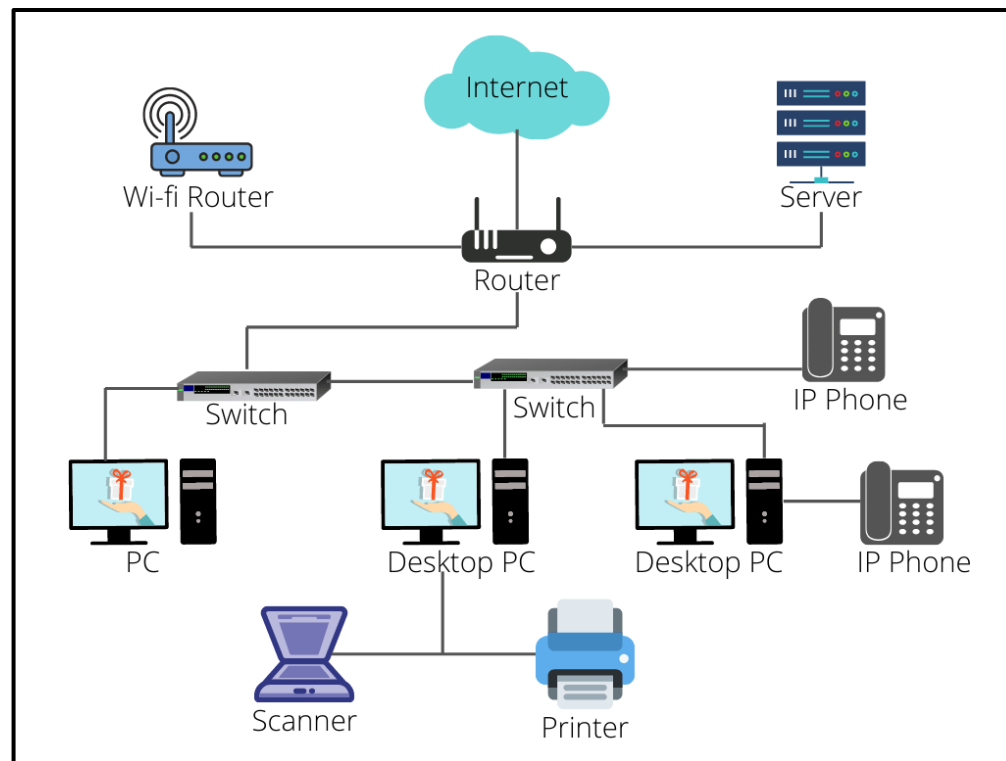 Internet
Wi-fi Router
Server
Router
IP Phone
Switch
Switch
PC
Desktop PC
Desktop PC
IP Phone
Scanner
Printer